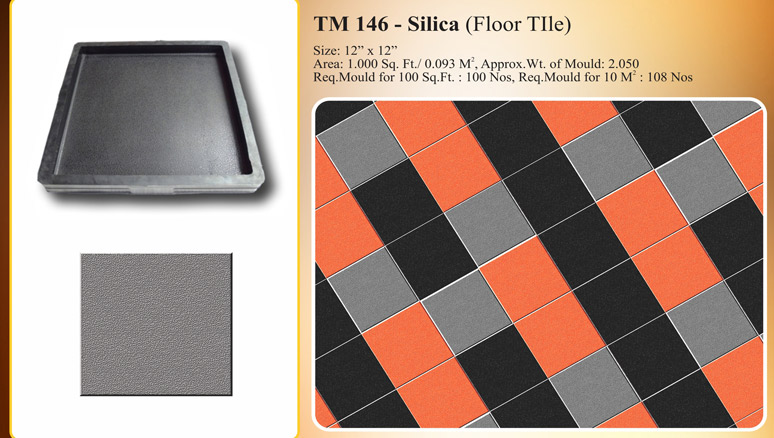 TM 146 - Silica (Floor TIle)
Size: 12” x 12”
Area: 1.000 Sq. Ft./ 0.093 M², Approx.Wt. of Mould: 2.050
Req.Mould for 100 Sq.Ft. : 100 Nos, Req.Mould for 10 M² : 108 Nos